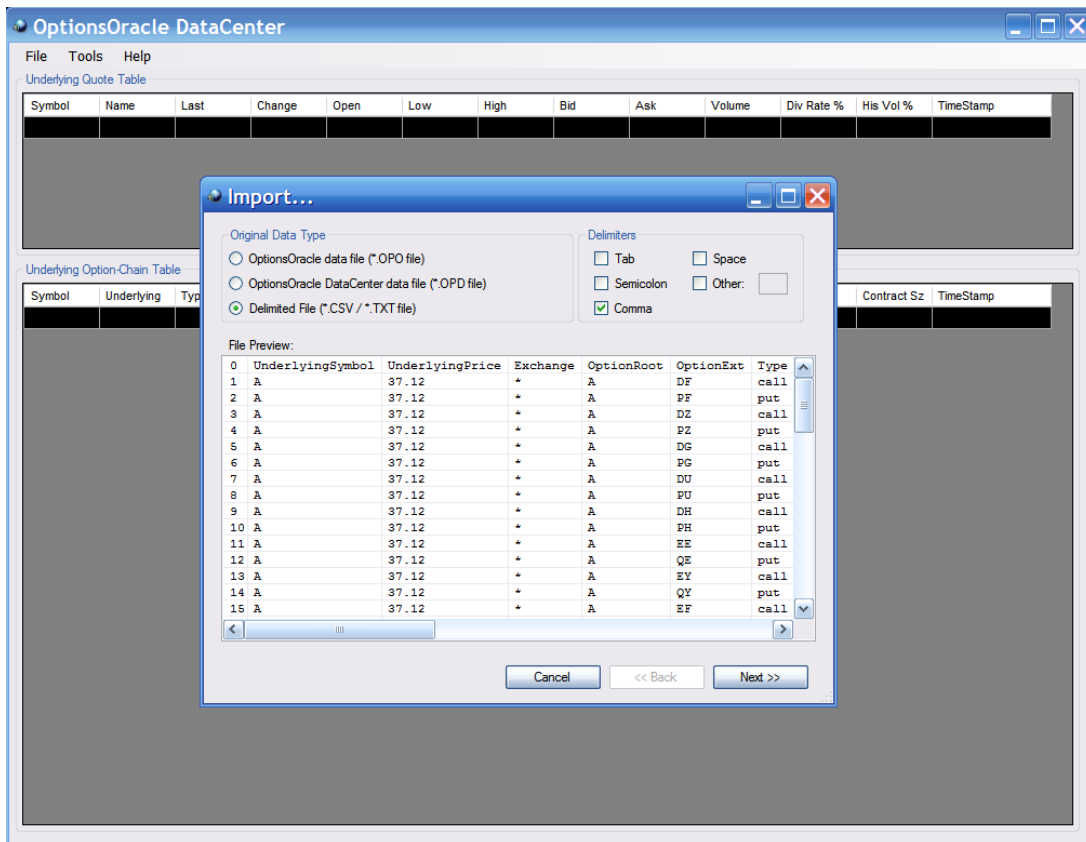 OptionsOracle DataCenter
File Tools Help
Underlying Quote Table
Symbol Name Last Change Open Low High Bid Ask Volume Div Rate % His Vol % TimeStamp
Import...
Original Data Type Delimiters
OptionsOracle data file (*.OPO file) Tab Space
Underlying Option-Chain Table
OptionsOracle DataCenter data file (*.OPD file) Semicolon Other:
Symbol Underlying Typ Contract Sz TimeStamp
Delimited File (*.CSV / *.TXT file) Comma
File Preview:
0 UnderlyingSymbol UnderlyingPrice Exchange OptionRoot OptionExt Type
1 A 37.12 * A DF call
2 A 37.12 * A PF put
3 A 37.12 * A DZ call
4 A 37.12 * A PZ put
5 A 37.12 * A DG call
6 A 37.12 * A PG put
7 A 37.12 * A DU call
8 A 37.12 * A PU put
9 A 37.12 * A DH call
10 A 37.12 * A PH put
11 A 37.12 * A EE call
12 A 37.12 * A QE put
13 A 37.12 * A EY call
14 A 37.12 * A QY put
15 A 37.12 * A EF call
Cancel << Back Next >>